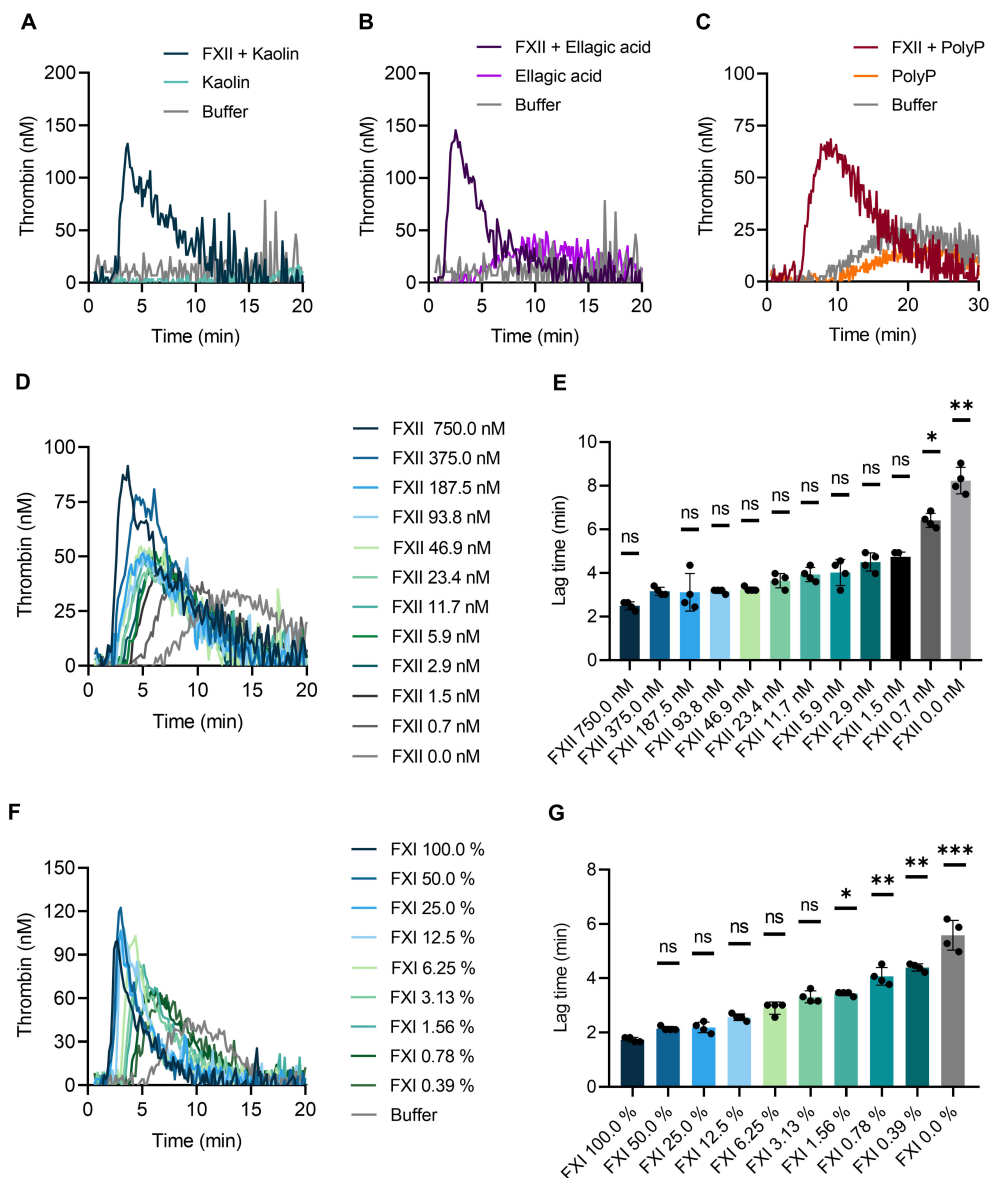 A
FXII + Kaolin
Kaolin
Buffer
Thrombin (nM)
200
150
100
50
0
0 5 10 15 20
Time (min)
B
FXII + Ellagic acid
Ellagic acid
Buffer
Thrombin (nM)
200
150
100
50
0
0 5 10 15 20
Time (min)
C
FXII + PolyP
PolyP
Buffer
Thrombin (nM)
100
75
50
25
0
0 10 20 30
Time (min)
D
Thrombin (nM)
100
75
50
25
0
0 5 10 15 20
Time (min)
FXII 750.0 nM
FXII 375.0 nM
FXII 187.5 nM
FXII 93.8 nM
FXII 46.9 nM
FXII 23.4 nM
FXII 11.7 nM
FXII 5.9 nM
FXII 2.9 nM
FXII 1.5 nM
FXII 0.7 nM
FXII 0.0 nM
E
Lag time (min)
10
8
6
4
2
0
ns
ns
ns
ns
ns
ns
ns
ns
ns
*
**
FXII 750.0 nM
FXII 375.0 nM
FXII 187.5 nM
FXII 93.8 nM
FXII 46.9 nM
FXII 23.4 nM
FXII 11.7 nM
FXII 5.9 nM
FXII 2.9 nM
FXII 1.5 nM
FXII 0.7 nM
FXII 0.0 nM
F
Thrombin (nM)
150
120
90
60
30
0
0 5 10 15 20
Time (min)
FXI 100.0 %
FXI 50.0 %
FXI 25.0 %
FXI 12.5 %
FXI 6.25 %
FXI 3.13 %
FXI 1.56 %
FXI 0.78 %
FXI 0.39 %
Buffer
G
Lag time (min)
8
6
4
2
0
ns
ns
ns
ns
ns
*
**
**
***
FXI 100.0 %
FXI 50.0 %
FXI 25.0 %
FXI 12.5 %
FXI 6.25 %
FXI 3.13 %
FXI 1.56 %
FXI 0.78 %
FXI 0.39 %
FXI 0.0 %